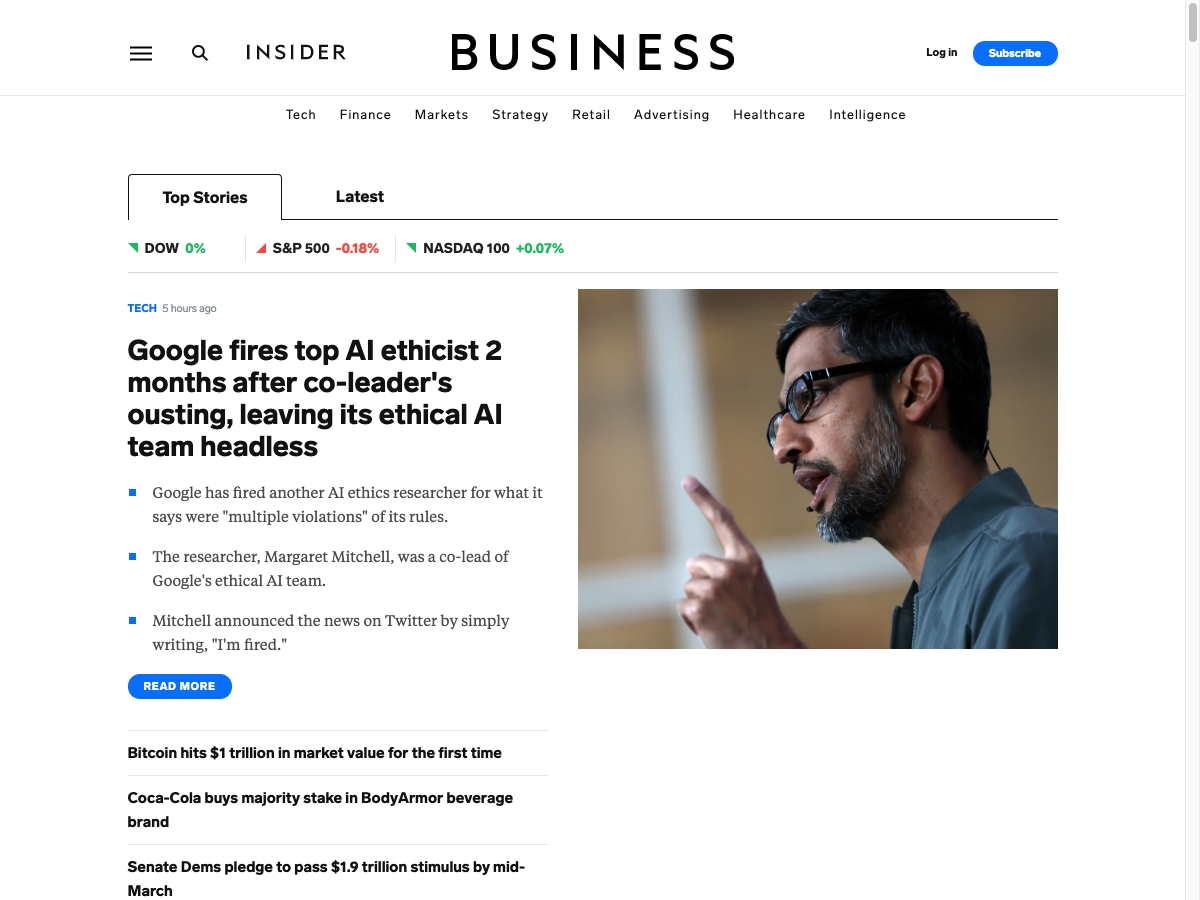 INSIDER
BUSINESS
Log in
Subscribe
Tech Finance Markets Strategy Retail Advertising Healthcare Intelligence
Top Stories
Latest
DOW 0% S&P 500 -0.18% NASDAQ 100 +0.07%
TECH 5 hours ago
Google fires top AI ethicist 2
months after co-leader's
ousting, leaving its ethical AI
team headless
Google has fired another AI ethics researcher for what it
says were "multiple violations" of its rules.
The researcher, Margaret Mitchell, was a co-lead of
Google's ethical AI team.
Mitchell announced the news on Twitter by simply
writing, "I'm fired."
READ MORE
Bitcoin hits $1 trillion in market value for the first time
Coca-Cola buys majority stake in BodyArmor beverage
brand
Senate Dems pledge to pass $1.9 trillion stimulus by mid-
March